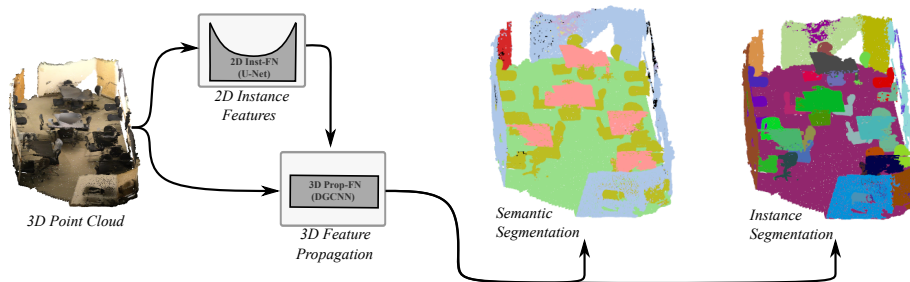 2D Inst-FN
(U-Net)
2D Instance
Features
3D Point Cloud
3D Prop-FN
(DGCNN)
3D Feature
Propagation
Semantic
Segmentation
Instance
Segmentation